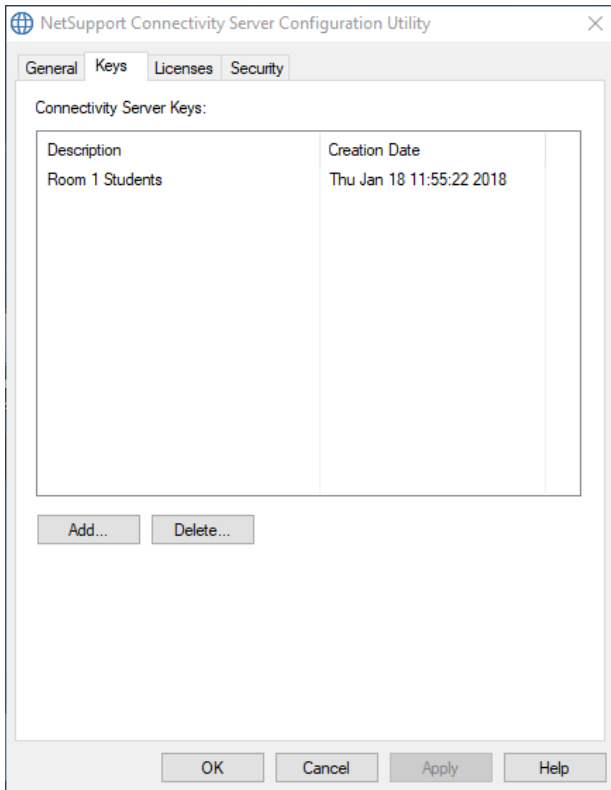 NetSupport Connectivity Server Configuration Utility
General Keys Licenses Security
Connectivity Server Keys:
Description Creation Date
Room 1 Students Thu Jan 18 11:55:22 2018
Add... Delete...
OK Cancel Apply Help